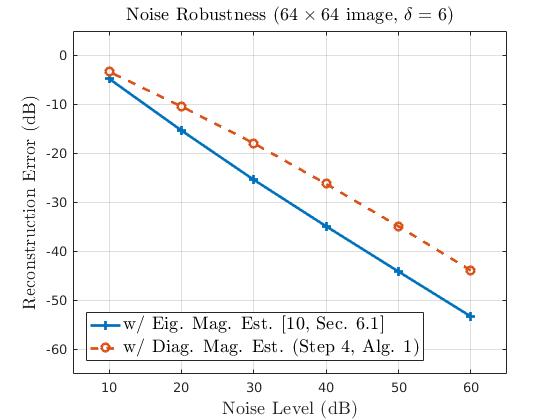 Noise Robustness (64 × 64 image, δ = 6)
Reconstruction Error (dB)
0
-10
-20
-30
-40
-50
-60
w/ Eig. Mag. Est. [10, Sec. 6.1]
w/ Diag. Mag. Est. (Step 4, Alg. 1)
10 20 30 40 50 60
Noise Level (dB)